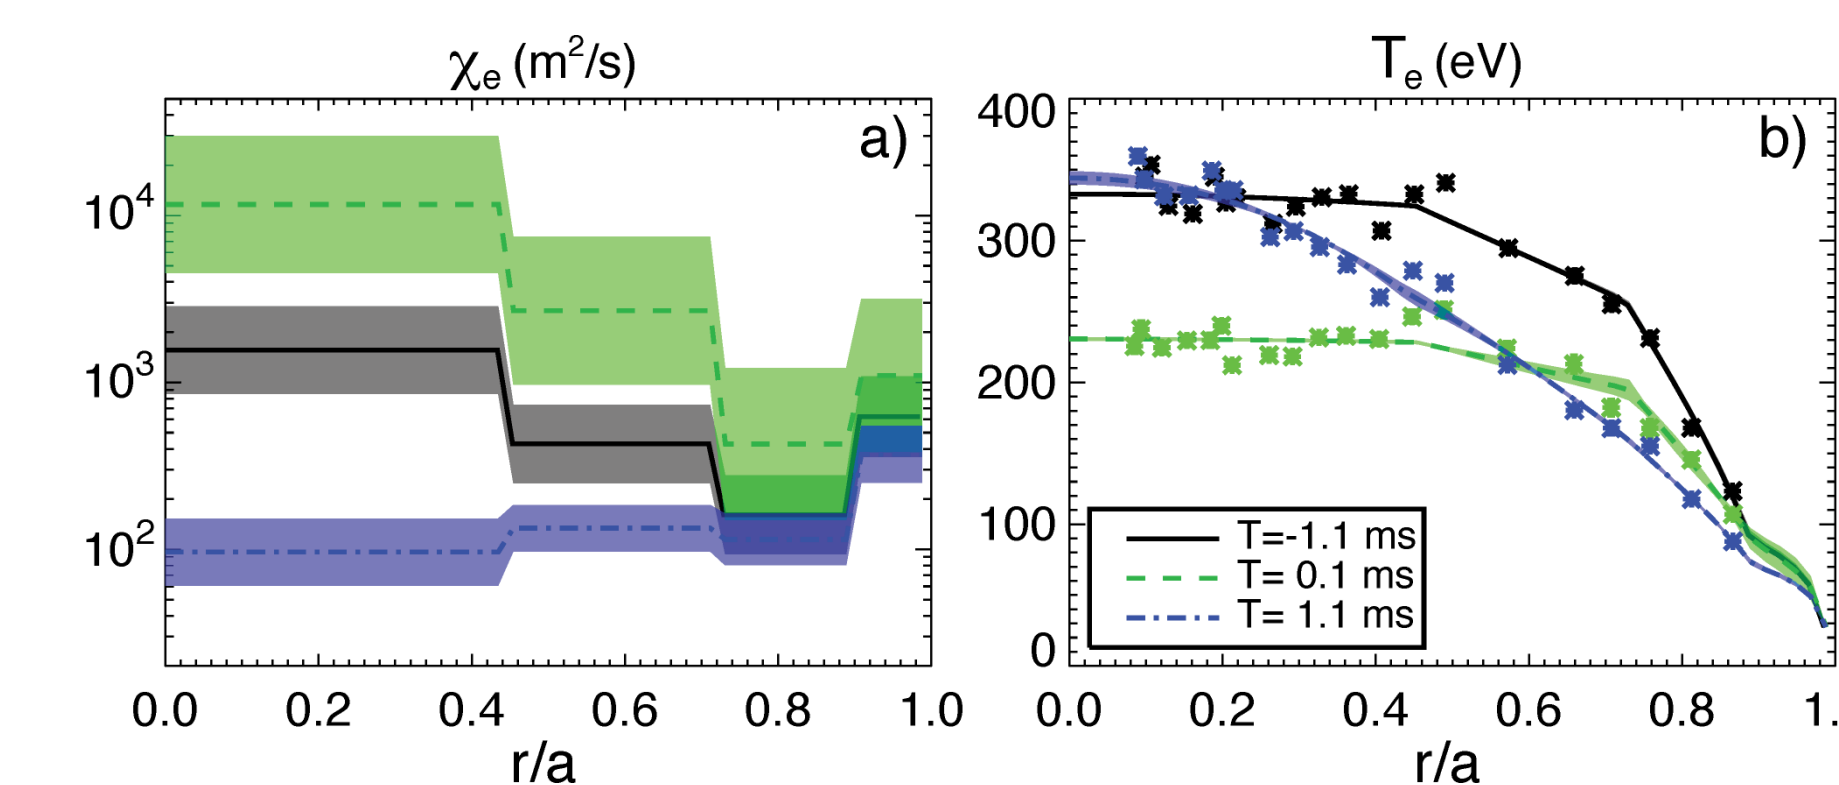 χe (m²/s)
a)
10⁴
10³
10²
0.0 0.2 0.4 0.6 0.8 1.0
r/a
Te (eV)
b)
400
300
200
100
0
T=-1.1 ms
T= 0.1 ms
T= 1.1 ms
0.0 0.2 0.4 0.6 0.8 1.
r/a